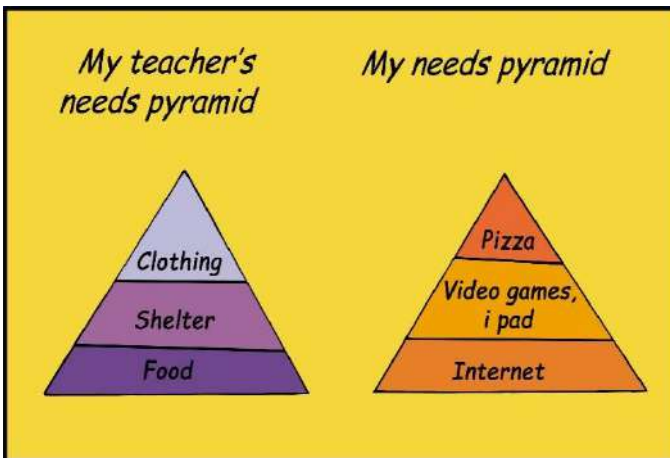 My teacher's
needs pyramid
My needs pyramid
Clothing
Shelter
Food
Pizza
Video games,
i pad
Internet